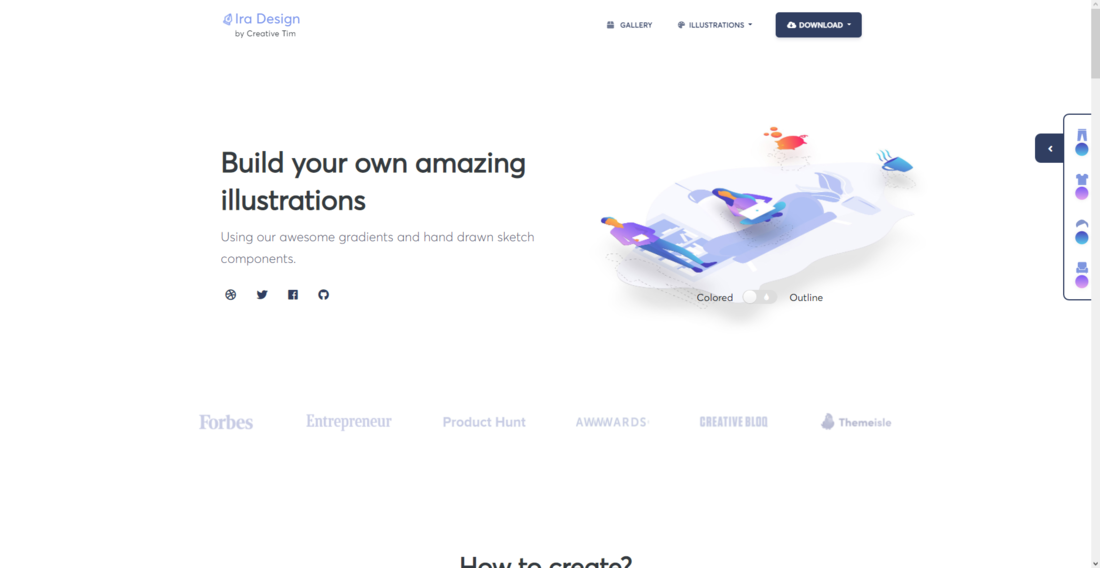 Ira Design
by Creative Tim
GALLERY
ILLUSTRATIONS
DOWNLOAD
Build your own amazing
illustrations
Using our awesome gradients and hand drawn sketch
components.
Colored
Outline
Forbes
Entrepreneur
Product Hunt
AWWWARDS.
CREATIVE BLOQ
Themeisle
How to create?